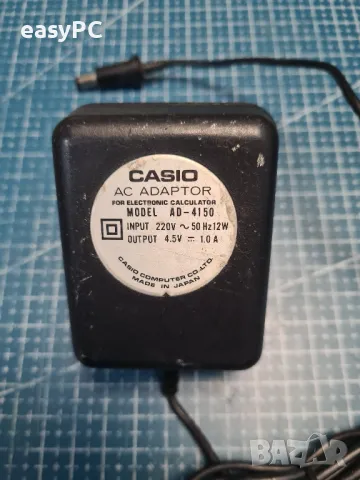 easyPC
CASIO
AC ADAPTOR
FOR ELECTRONIC CALCULATOR
MODEL AD-4150
INPUT 220V ~ 50Hz 12W
OUTPUT 4.5V ⎓ 1.0A
CASIO COMPUTER CO., LTD.
MADE IN JAPAN
BAZAR